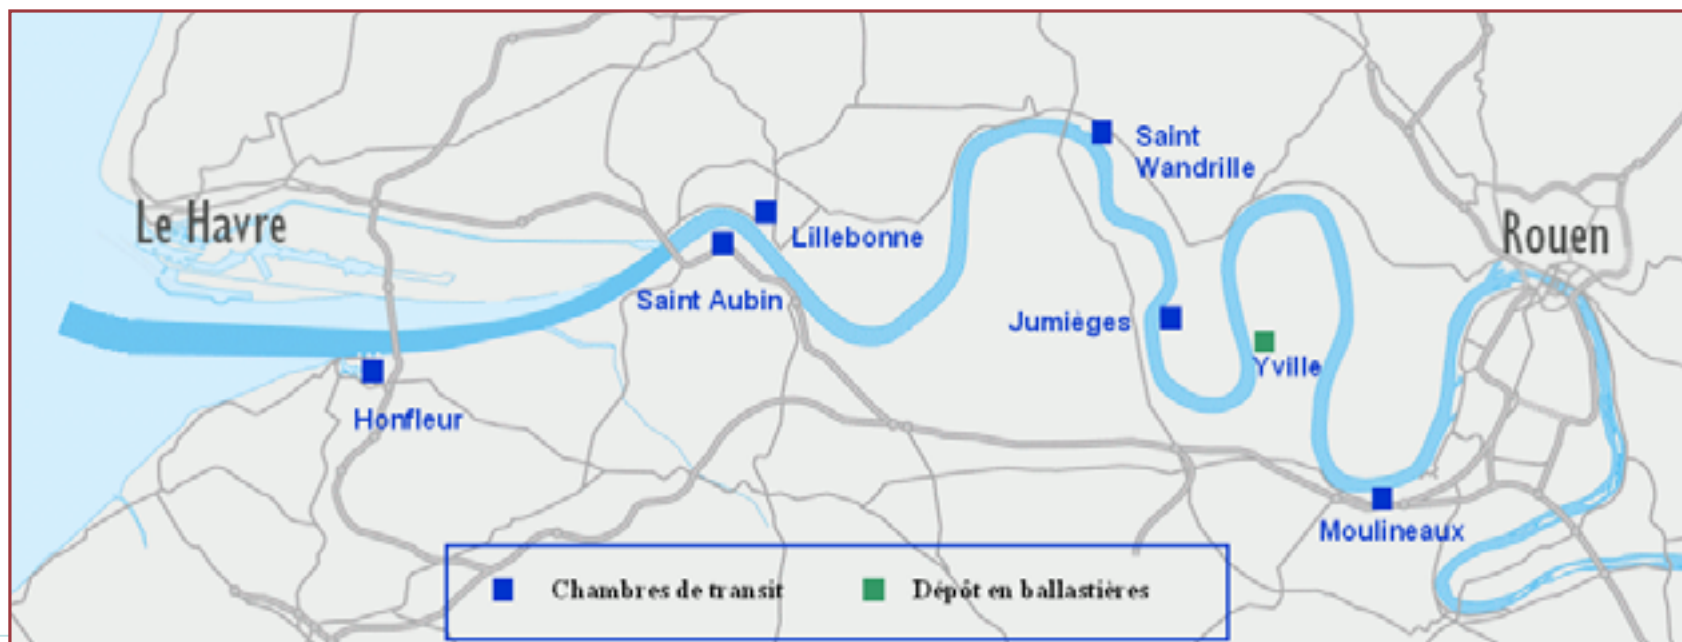 Saint
Wandrille
Le Havre
Rouen
Lillebonne
Saint Aubin
Jumièges
Yville
Honfleur
Moulineaux
Chambres de transit
Dépôt en ballastières